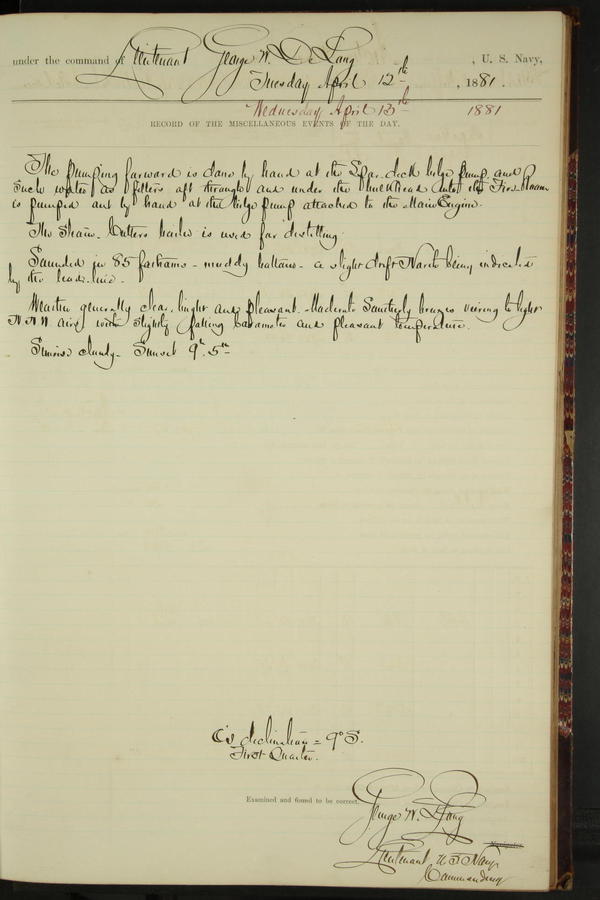 under the command of Lieutenant George W. De Long , U. S. Navy,
Tuesday April 12th , 1881.
Wednesday April 13th 1881
RECORD OF THE MISCELLANEOUS EVENTS OF THE DAY.
The pumping forward is done by hand at the Spar-deck bilge pump, and
such water as filters aft through and under the bulkhead into the Fire-Room
is pumped out by hand at the bilge pump attached to the Main Engine.
The Steam-Cutters boiler is used for distilling.
Sounded in 85 fathoms - muddy bottom - a slight drift North being indicated
by the lead-line.
Weather generally clear, bright and pleasant. Moderate Southerly breezes veering to light
N N W airs with slightly falling barometer and pleasant temperature.
Sunrise cloudy. Sunset 9h. 5m
☾'s declination = 9° S.
First Quarter.
Examined and found to be correct.
George W. De Long
Navigator.
Lieutenant U S Navy
Commanding